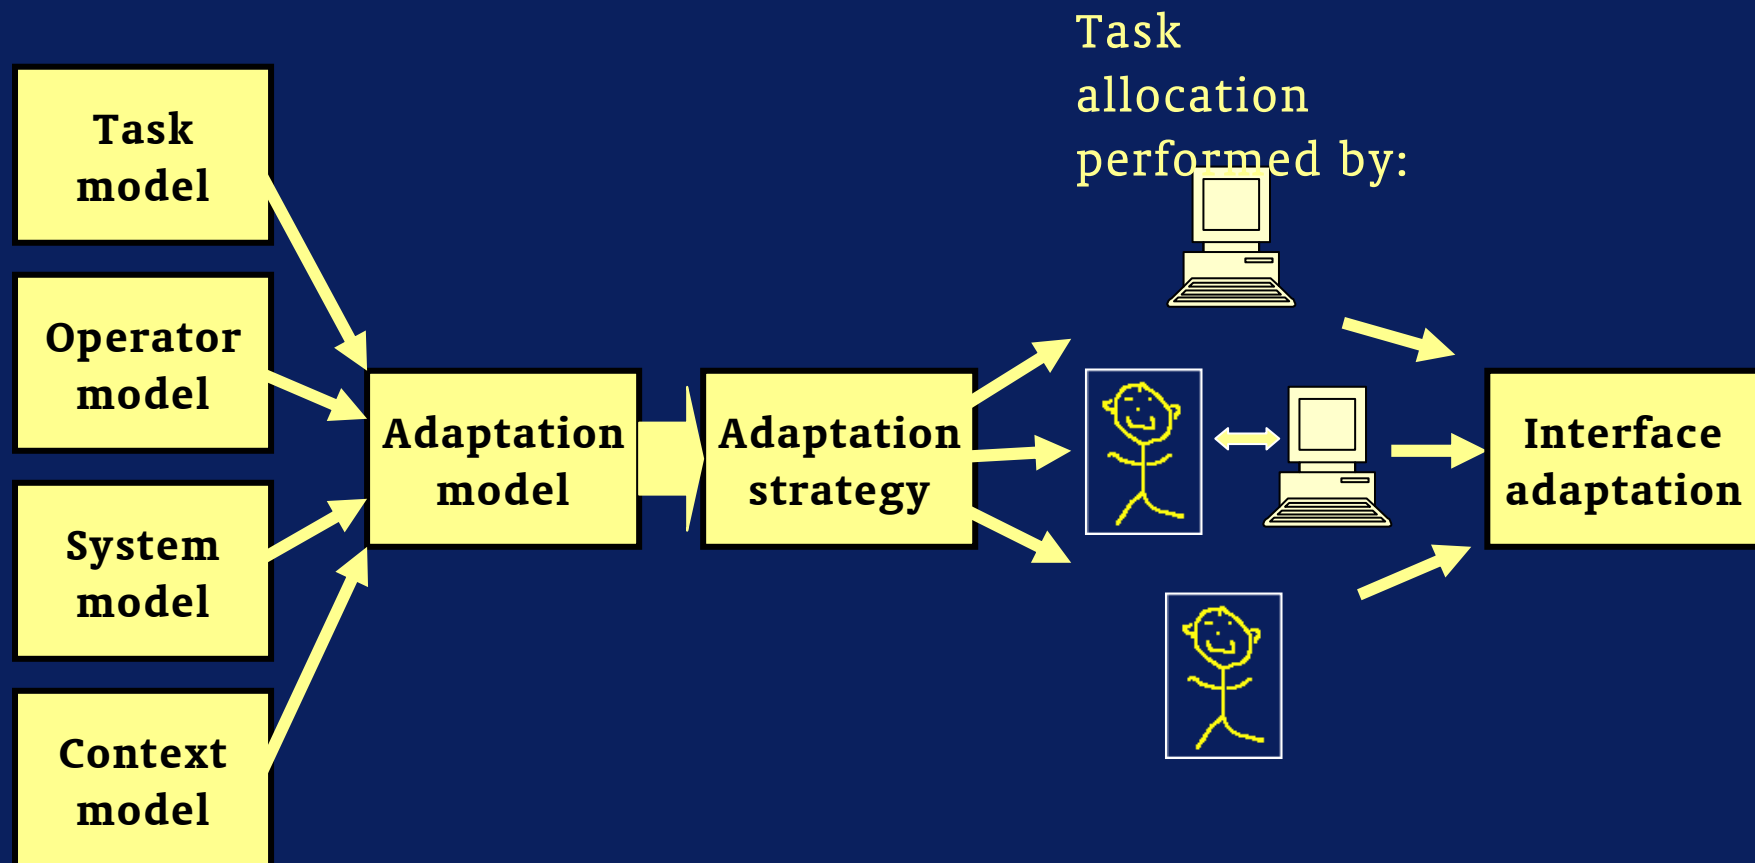 Task
allocation
performed by:
Task
model
Operator
model
System
model
Context
model
Adaptation
model
Adaptation
strategy
Interface
adaptation